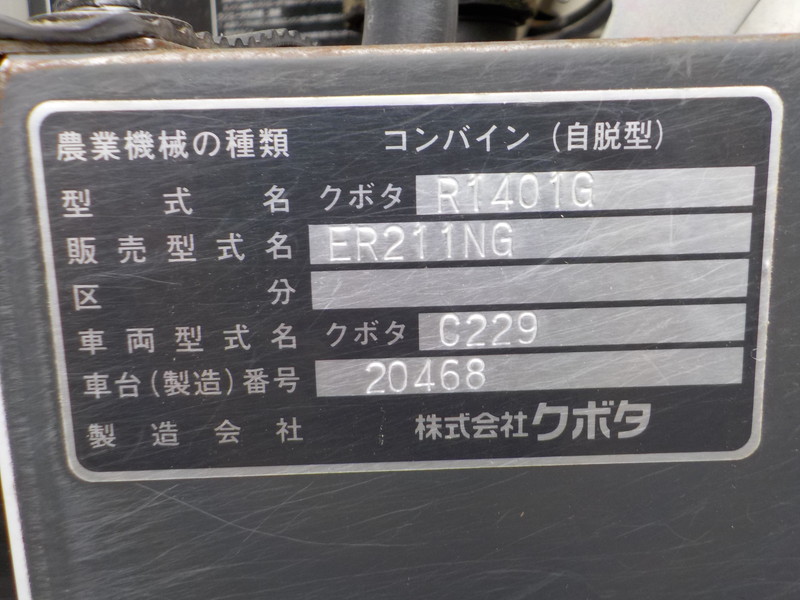 農業機械の種類 コンバイン(自脱型)
型式名 クボタ R1401G
販売型式名 ER211NG
区分
車両型式名 クボタ C229
車台(製造)番号 20468
製造会社 株式会社クボタ